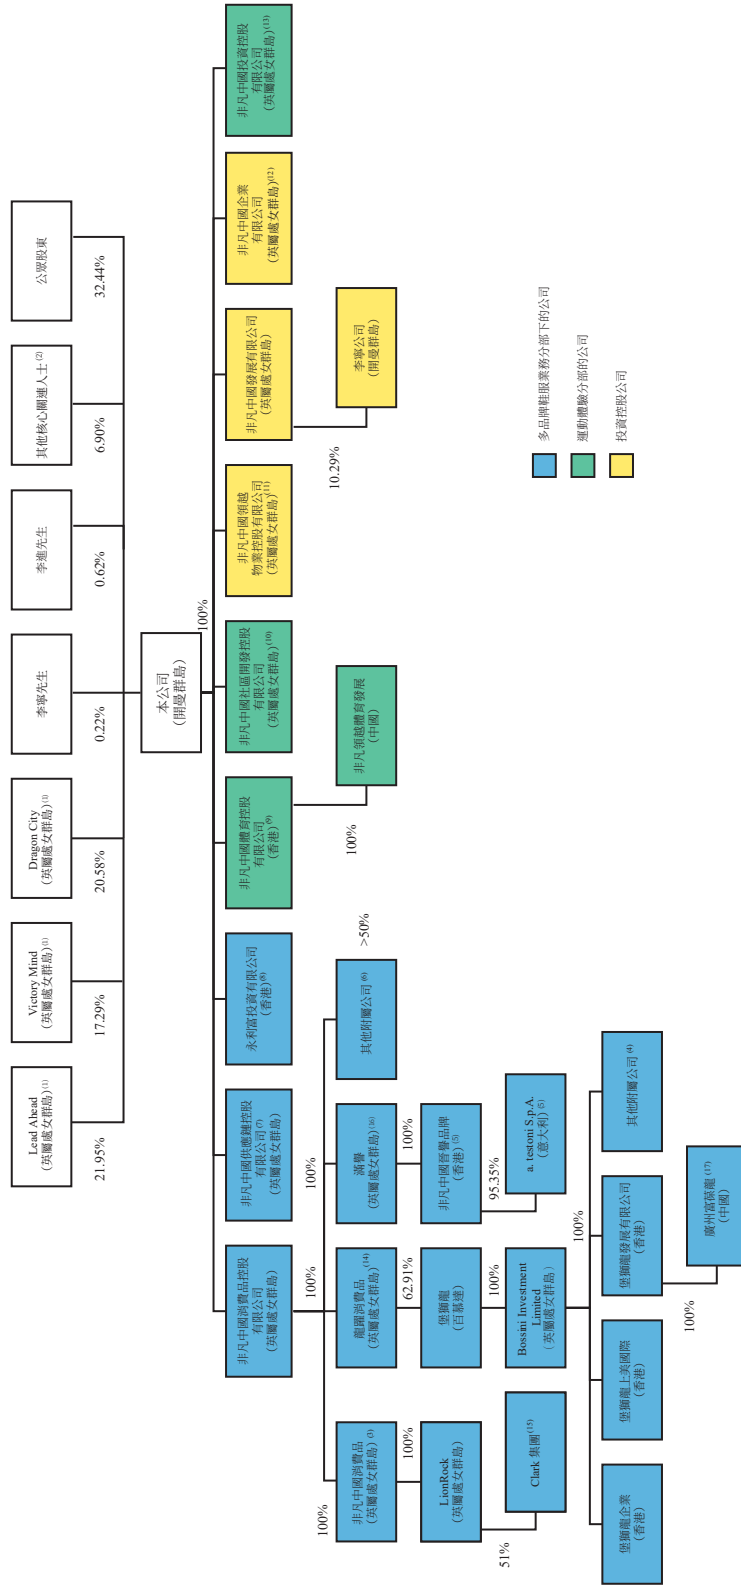 Lead Ahead
(英屬處女群島)(1)
Victory Mind
(英屬處女群島)(1)
Dragon City
(英屬處女群島)(1)
李寧先生
李進先生
其他核心關連人士(2)
公眾股東
21.95%
17.29%
20.58%
0.22%
0.62%
6.90%
32.44%
本公司
(開曼群島)
100%
非凡中國消費品控股
有限公司
(英屬處女群島)
非凡中國供應鏈控股
有限公司(7)
(英屬處女群島)
永利富投資有限公司
(香港)(8)
非凡中國體育控股
有限公司
(香港)(9)
非凡中國社區開發控股
有限公司
(英屬處女群島)(10)
非凡中國領越
物業控股有限公司
(英屬處女群島)(11)
非凡中國發展有限公司
(英屬處女群島)
非凡中國企業
有限公司
(英屬處女群島)(12)
非凡中國投資控股
有限公司
(英屬處女群島)(13)
100%
100%
100%
>50%
100%
10.29%
非凡中國消費品
(英屬處女群島)(3)
龍躍消費品
(英屬處女群島)(14)
滿譽
(英屬處女群島)(16)
其他附屬公司(6)
非凡領越體育發展
(中國)
李寧公司
(開曼群島)
100%
62.91%
100%
LionRock
(英屬處女群島)
堡獅龍
(百慕達)
非凡中國晉譽品牌
(香港)(5)
51%
100%
95.35%
Clark 集團(15)
Bossini Investment
Limited
(英屬處女群島)
a. testoni S.p.A.
(意大利)(5)
100%
堡獅龍企業
(香港)
堡獅龍上美國際
(香港)
堡獅龍發展有限公司
(香港)
其他附屬公司(4)
100%
廣州富葆龍(17)
(中國)
多品牌鞋服業務分部下的公司
運動體驗分部的公司
投資控股公司